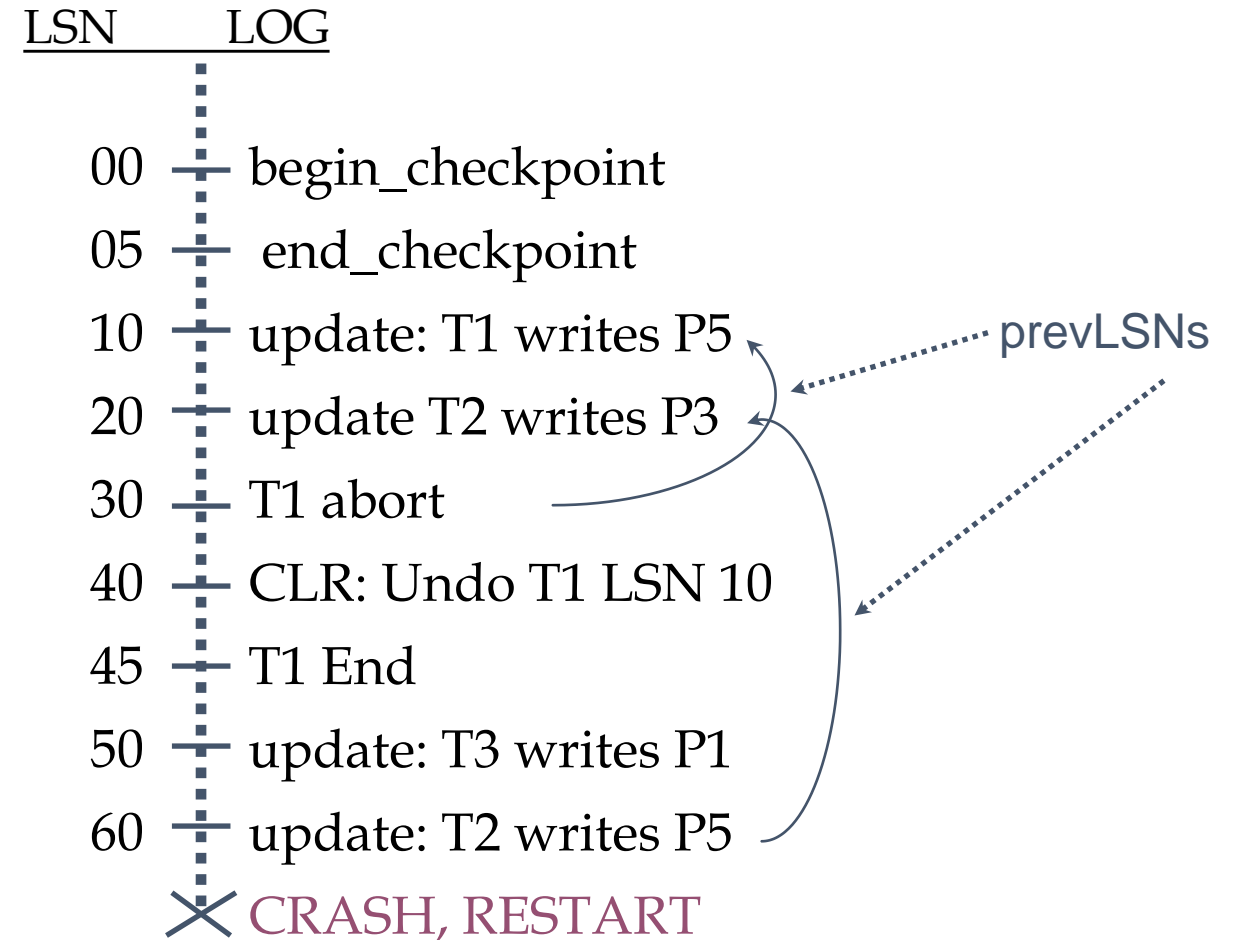 LSN LOG
00 begin_checkpoint
05 end_checkpoint
10 update: T1 writes P5
prevLSNs
20 update T2 writes P3
30 T1 abort
40 CLR: Undo T1 LSN 10
45 T1 End
50 update: T3 writes P1
60 update: T2 writes P5
CRASH, RESTART